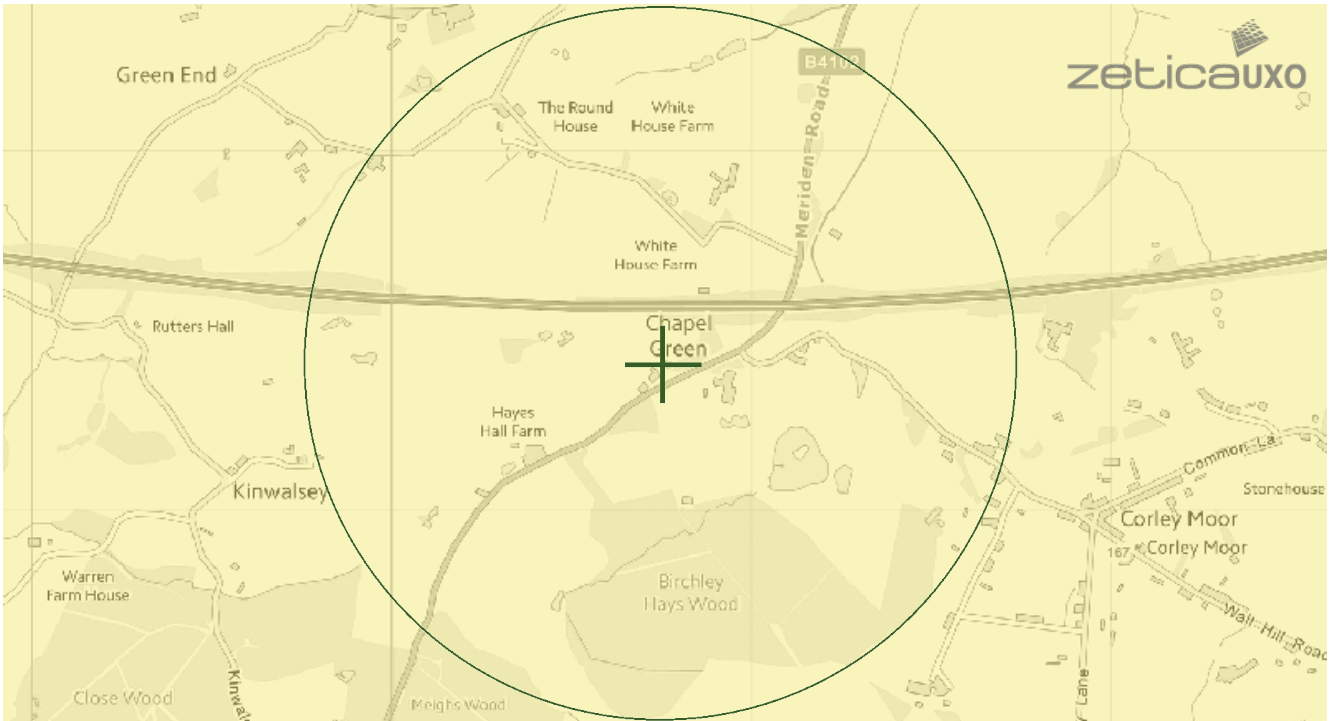 zeticaUXO
B4102
Green End
The Round
House
White
House Farm
Meriden Road
White
House Farm
Rutters Hall
Chapel
Green
Hayes
Hall Farm
Kinwalsey
Common La
Stonehouse
Corley Moor
167
Corley Moor
Warren
Farm House
Birchley
Hays Wood
Wall Hill Road
Close Wood
Kinwalse
Meighs Wood
Lane